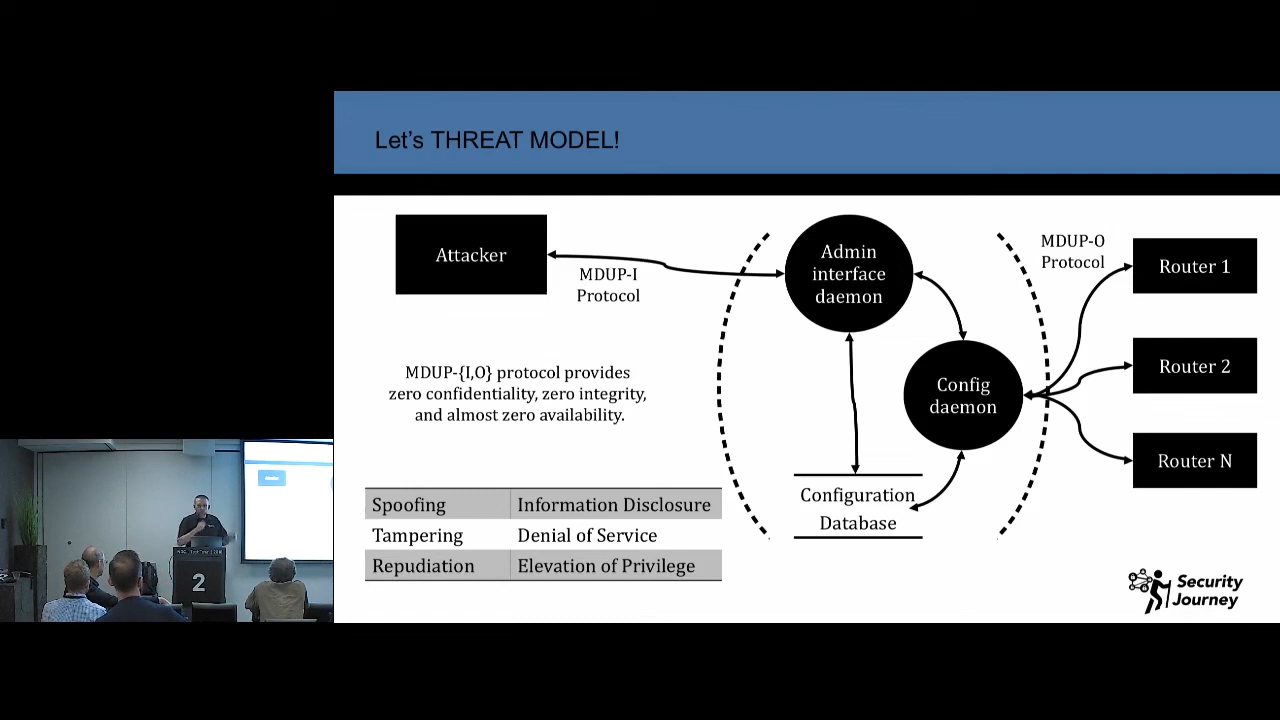 Let's THREAT MODEL!
Attacker
MDUP-I
Protocol
Admin
interface
daemon
MDUP-O
Protocol
Router 1
Router 2
Config
daemon
Router N
MDUP-{I,O} protocol provides
zero confidentiality, zero integrity,
and almost zero availability.
Configuration
Database
Spoofing Information Disclosure
Tampering Denial of Service
Repudiation Elevation of Privilege
Security
Journey
2